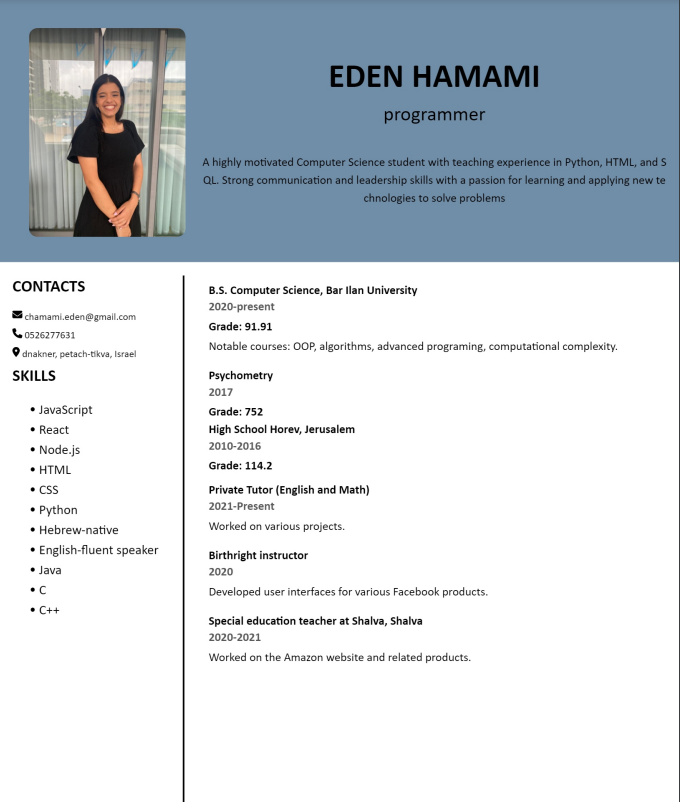 EDEN HAMAMI
programmer
A highly motivated Computer Science student with teaching experience in Python, HTML, and S
QL. Strong communication and leadership skills with a passion for learning and applying new te
chnologies to solve problems
CONTACTS
chamami.eden@gmail.com
0526277631
dnakner, petach-tikva, Israel
SKILLS
• JavaScript
• React
• Node.js
• HTML
• CSS
• Python
• Hebrew-native
• English-fluent speaker
• Java
• C
• C++
B.S. Computer Science, Bar Ilan University
2020-present
Grade: 91.91
Notable courses: OOP, algorithms, advanced programing, computational complexity.
Psychometry
2017
Grade: 752
High School Horev, Jerusalem
2010-2016
Grade: 114.2
Private Tutor (English and Math)
2021-Present
Worked on various projects.
Birthright instructor
2020
Developed user interfaces for various Facebook products.
Special education teacher at Shalva, Shalva
2020-2021
Worked on the Amazon website and related products.